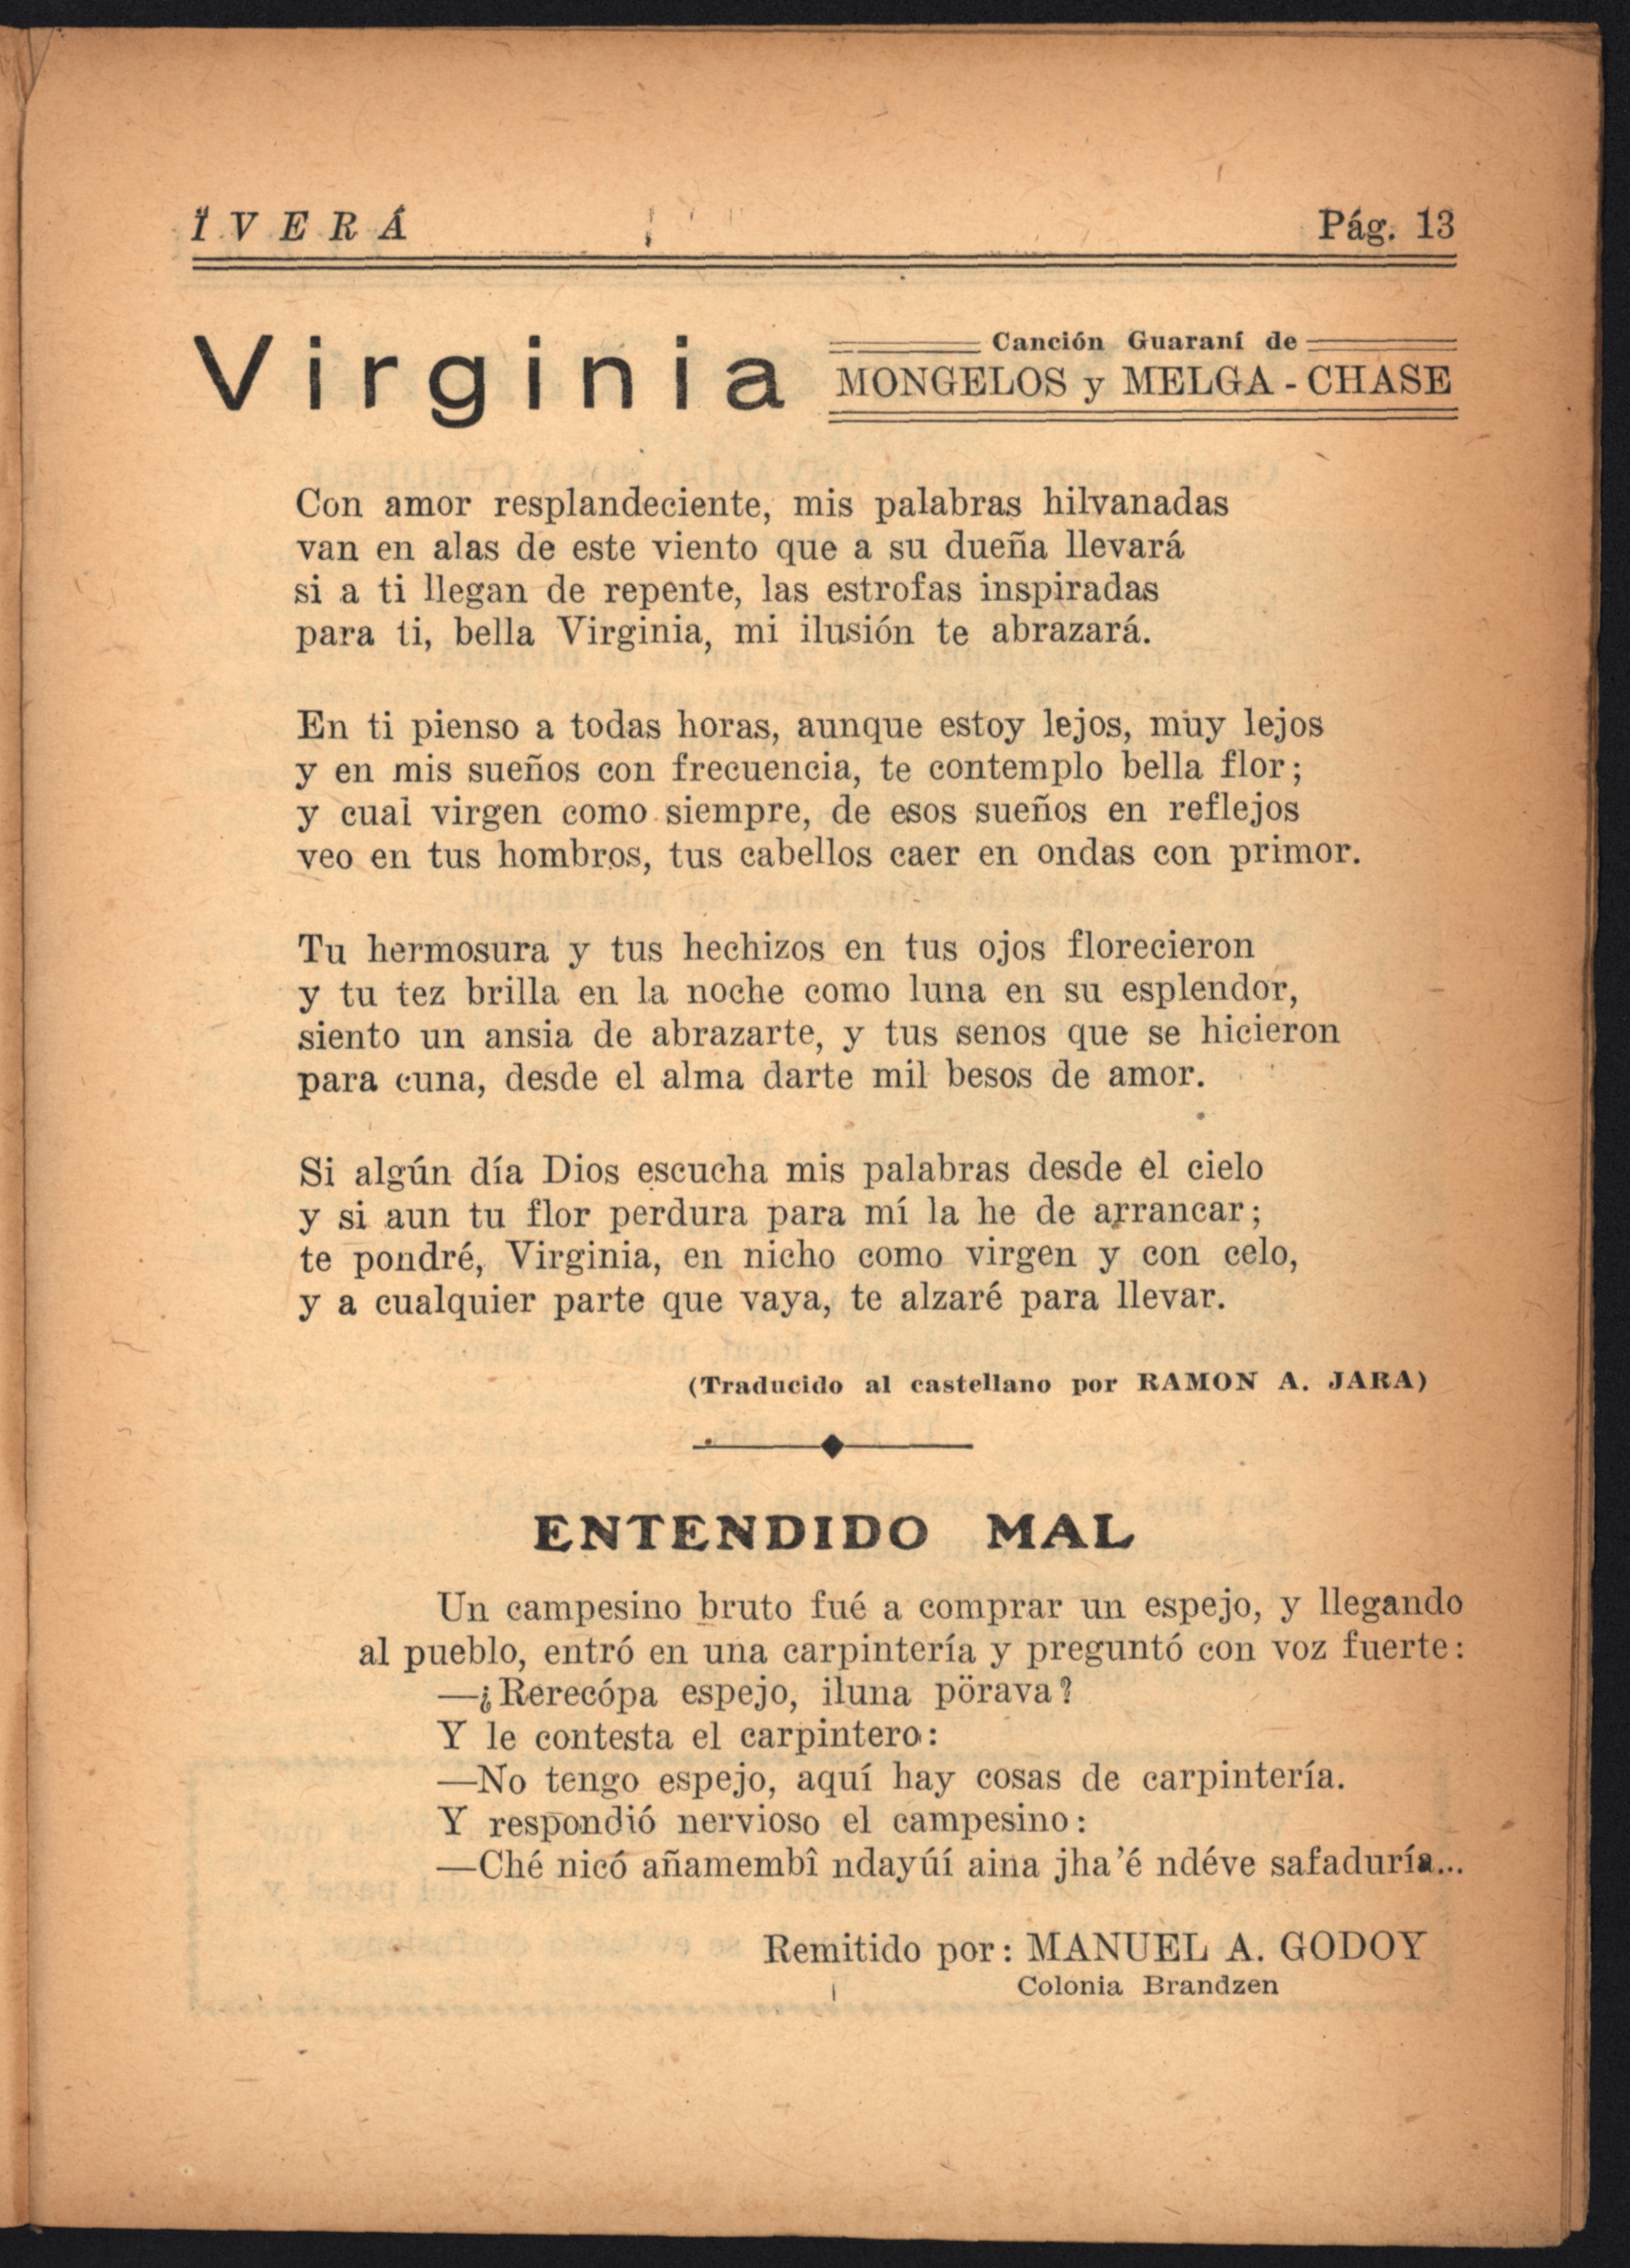 ÏVERÁ
Pág. 13
Virginia
Canción Guaraní de
MONGELOS y MELGA - CHASE
Con amor resplandeciente, mis palabras hilvanadas
van en alas de este viento que a su dueña llevará
si a ti llegan de repente, las estrofas inspiradas
para ti, bella Virginia, mi ilusión te abrazará.
En ti pienso a todas horas, aunque estoy lejos, muy lejos
y en mis sueños con frecuencia, te contemplo bella flor;
y cual virgen como siempre, de esos sueños en reflejos
veo en tus hombros, tus cabellos caer en ondas con primor.
Tu hermosura y tus hechizos en tus ojos florecieron
y tu tez brilla en la noche como luna en su esplendor,
siento un ansia de abrazarte, y tus senos que se hicieron
para cuna, desde el alma darte mil besos de amor.
Si algún día Dios escucha mis palabras desde el cielo
y si aun tu flor perdura para mí la he de arrancar;
te pondré, Virginia, en nicho como virgen y con celo,
y a cualquier parte que vaya, te alzaré para llevar.
(Traducido al castellano por RAMON A. JARA)
ENTENDIDO MAL
Un campesino bruto fué a comprar un espejo, y llegando
al pueblo, entró en una carpintería y preguntó con voz fuerte:
—¿Rerecópa espejo, iluna pörava?
Y le contesta el carpintero:
—No tengo espejo, aquí hay cosas de carpintería.
Y respondió nervioso el campesino:
—Ché nicó añamembî ndayúí aina jha'é ndéve safaduría...
Remitido por: MANUEL A. GODOY
Colonia Brandzen